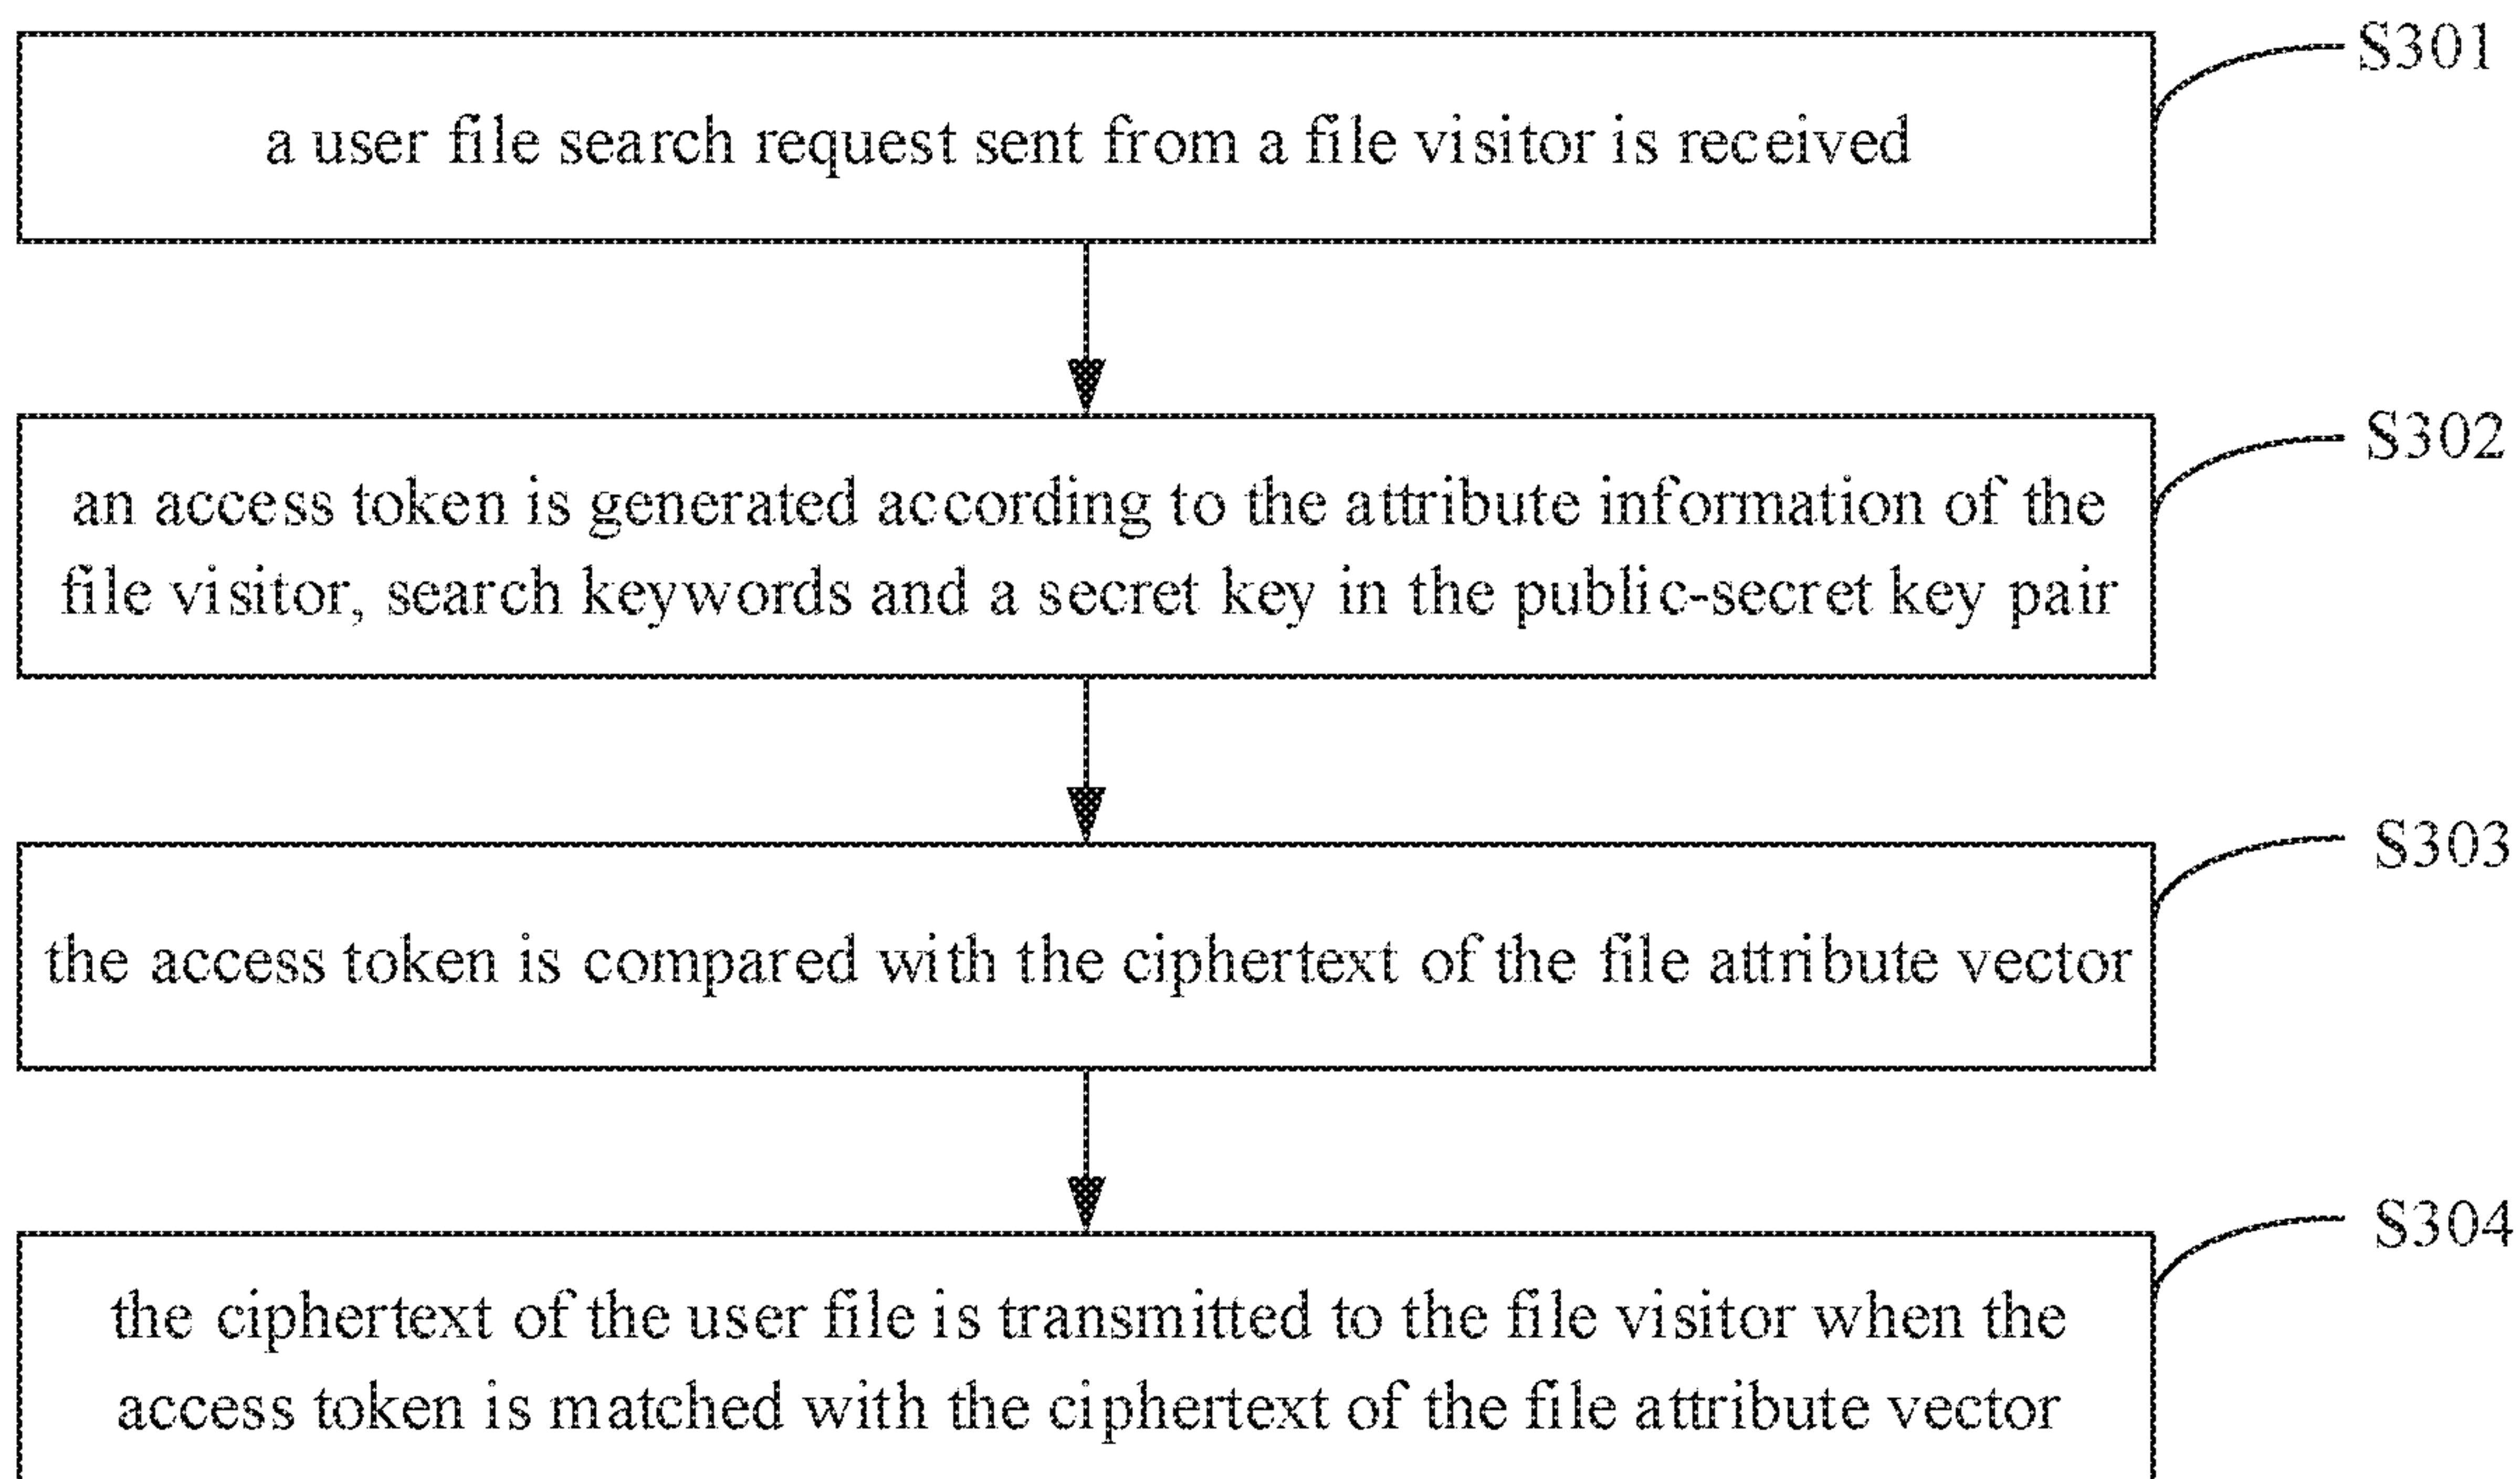 S301
a user file search request sent from a file visitor is received
S302
an access token is generated according to the attribute information of the
file visitor, search keywords and a secret key in the public-secret key pair
S303
the access token is compared with the ciphertext of the file attribute vector
S304
the ciphertext of the user file is transmitted to the file visitor when the
access token is matched with the ciphertext of the file attribute vector